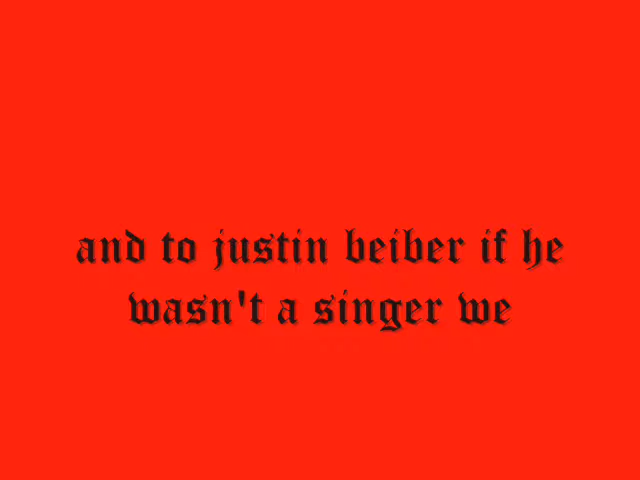 and to justin beiber if he
wasn't a singer we